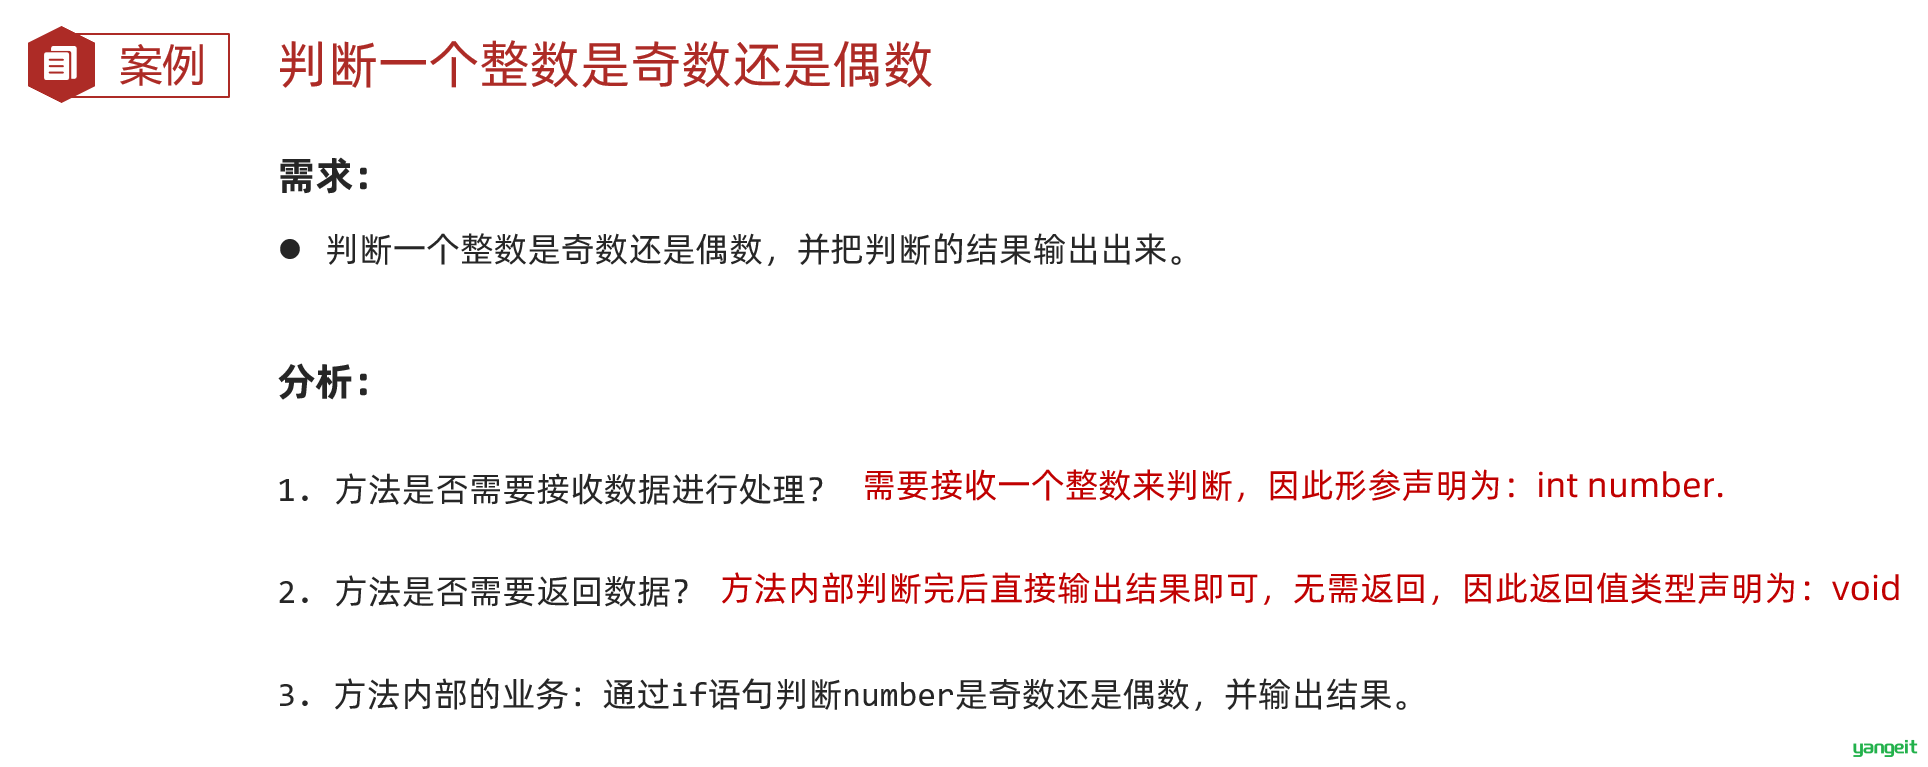 案例
判断一个整数是奇数还是偶数
需求：
● 判断一个整数是奇数还是偶数，并把判断的结果输出出来。
分析：
1. 方法是否需要接收数据进行处理？ 需要接收一个整数来判断，因此形参声明为：int number.
2. 方法是否需要返回数据？ 方法内部判断完后直接输出结果即可，无需返回，因此返回值类型声明为：void
3. 方法内部的业务：通过if语句判断number是奇数还是偶数，并输出结果。
yangeit